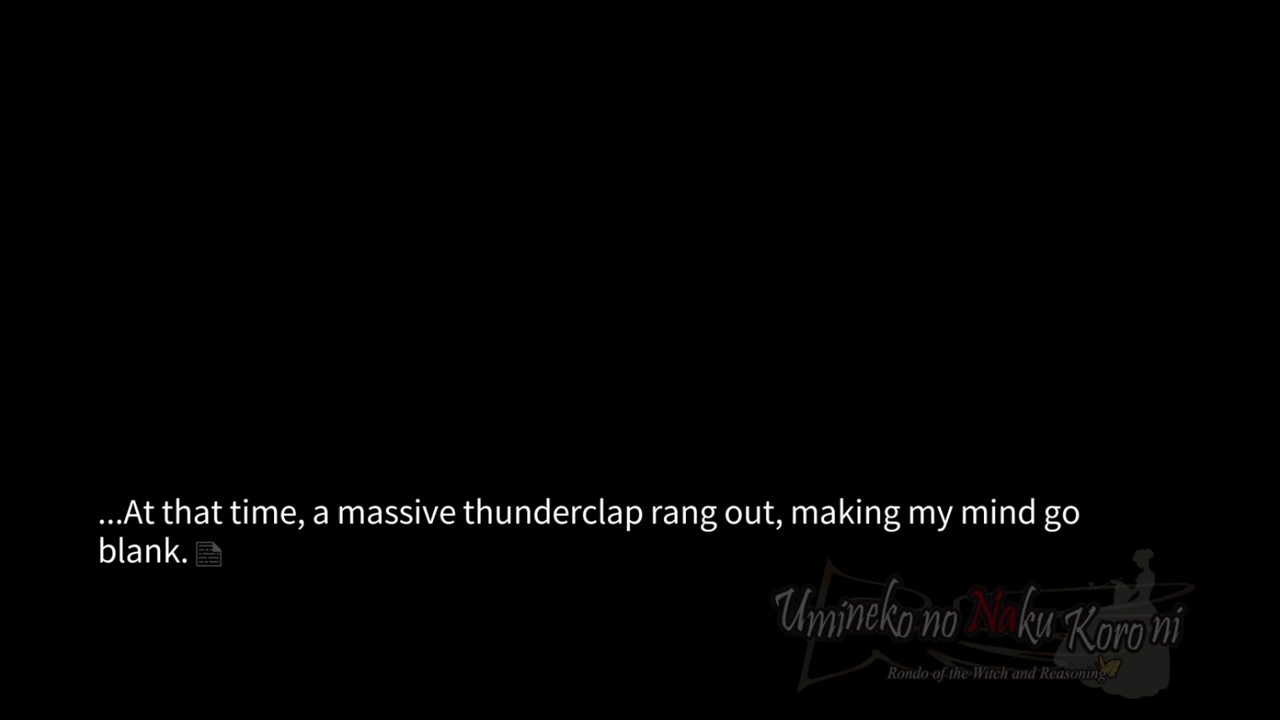 ...At that time, a massive thunderclap rang out, making my mind go
blank.
Umineko no Naku Koro ni
Rondo of the Witch and Reasoning